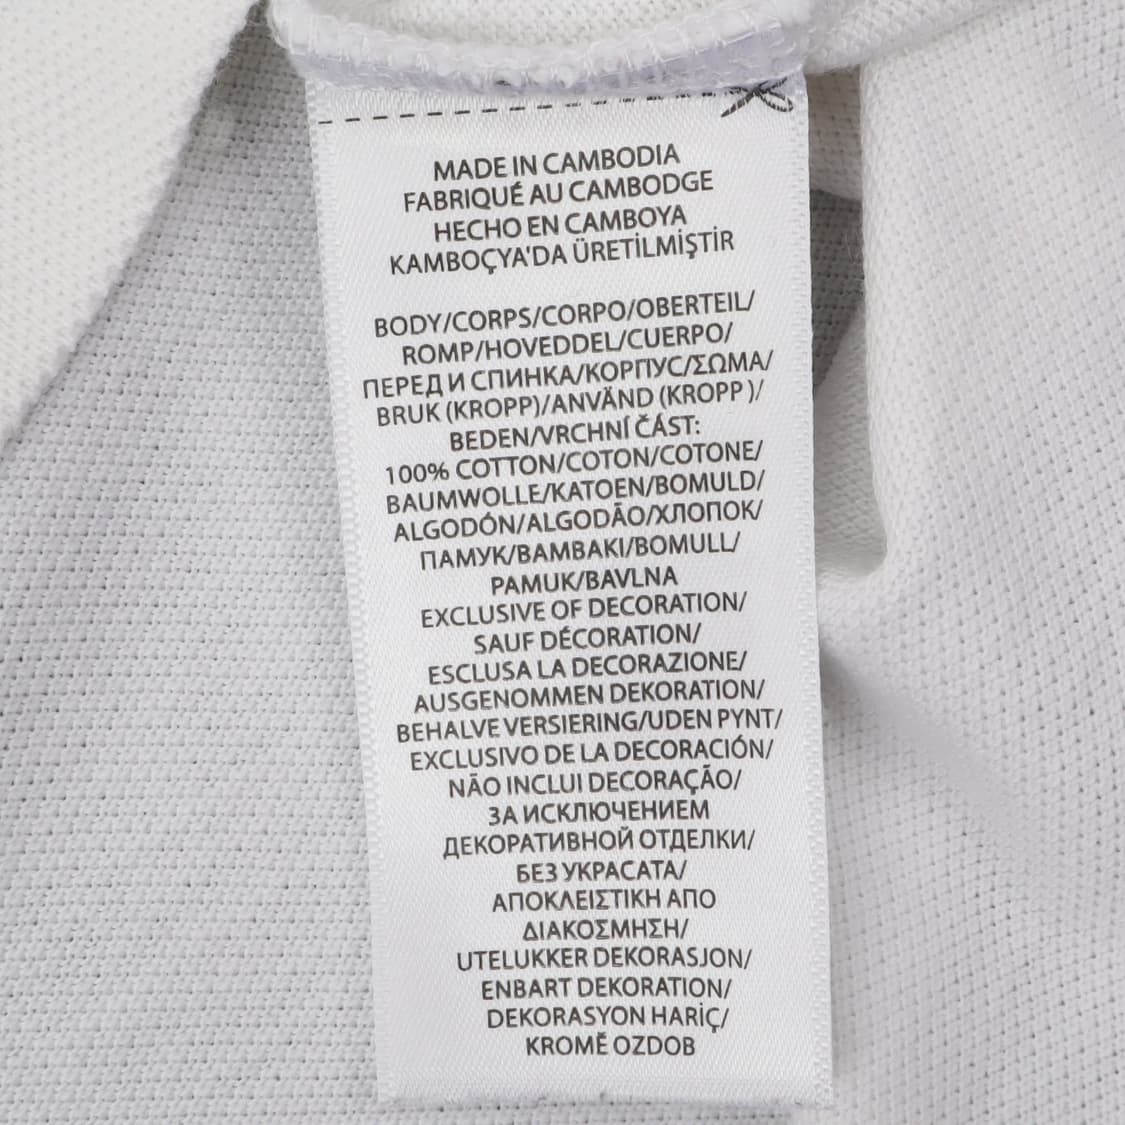 MADE IN CAMBODIA
FABRIQUÉ AU CAMBODGE
HECHO EN CAMBOYA
KAMBOÇYA'DA ÜRETİLMİŞTİR
BODY/CORPS/CORPO/OBERTEIL/
ROMP/HOVEDDEL/CUERPO/
ПЕРЕД И СПИНКА/КОРПУС/ΣΩΜΑ/
BRUK (KROPP)/ANVÄND (KROPP )/
BEDEN/VRCHNÍ ČÁST:
100% COTTON/COTON/COTONE/
BAUMWOLLE/KATOEN/BOMULD/
ALGODÓN/ALGODÃO/ХЛОПОК/
ПАМУК/ΒΑΜΒΑΚΙ/BOMULL/
PAMUK/BAVLNA
EXCLUSIVE OF DECORATION/
SAUF DÉCORATION/
ESCLUSA LA DECORAZIONE/
AUSGENOMMEN DEKORATION/
BEHALVE VERSIERING/UDEN PYNT/
EXCLUSIVO DE LA DECORACIÓN/
NÃO INCLUI DECORAÇÃO/
ЗА ИСКЛЮЧЕНИЕМ
ДЕКОРАТИВНОЙ ОТДЕЛКИ/
БЕЗ УКРАСАТА/
ΑΠΟΚΛΕΙΣΤΙΚΗ ΑΠΟ
ΔΙΑΚΟΣΜΗΣΗ/
UTELUKKER DEKORASJON/
ENBART DEKORATION/
DEKORASYON HARİÇ/
KROMĚ OZDOB